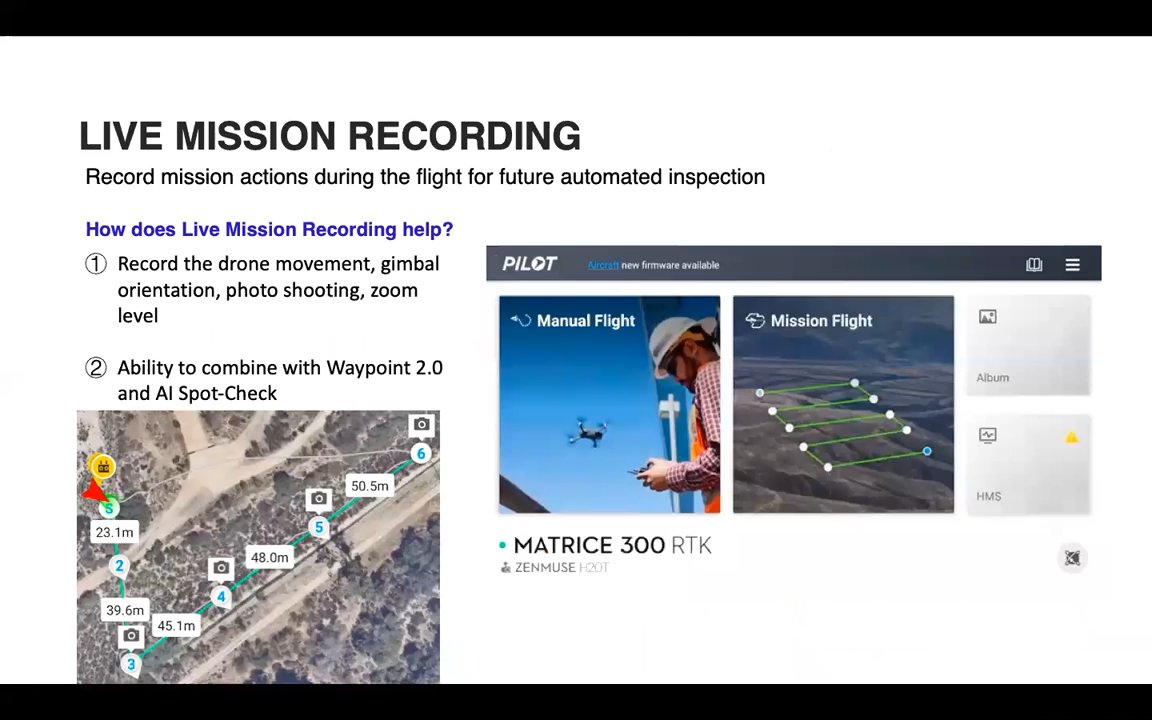 LIVE MISSION RECORDING
Record mission actions during the flight for future automated inspection
How does Live Mission Recording help?
① Record the drone movement, gimbal
orientation, photo shooting, zoom
level
② Ability to combine with Waypoint 2.0
and AI Spot-Check
6
50.5m
5
S
23.1m
48.0m
2
4
39.6m
45.1m
3
PILOT
Aircraft new firmware available
Manual Flight
Mission Flight
Album
HMS
MATRICE 300 RTK
ZENMUSE H20T